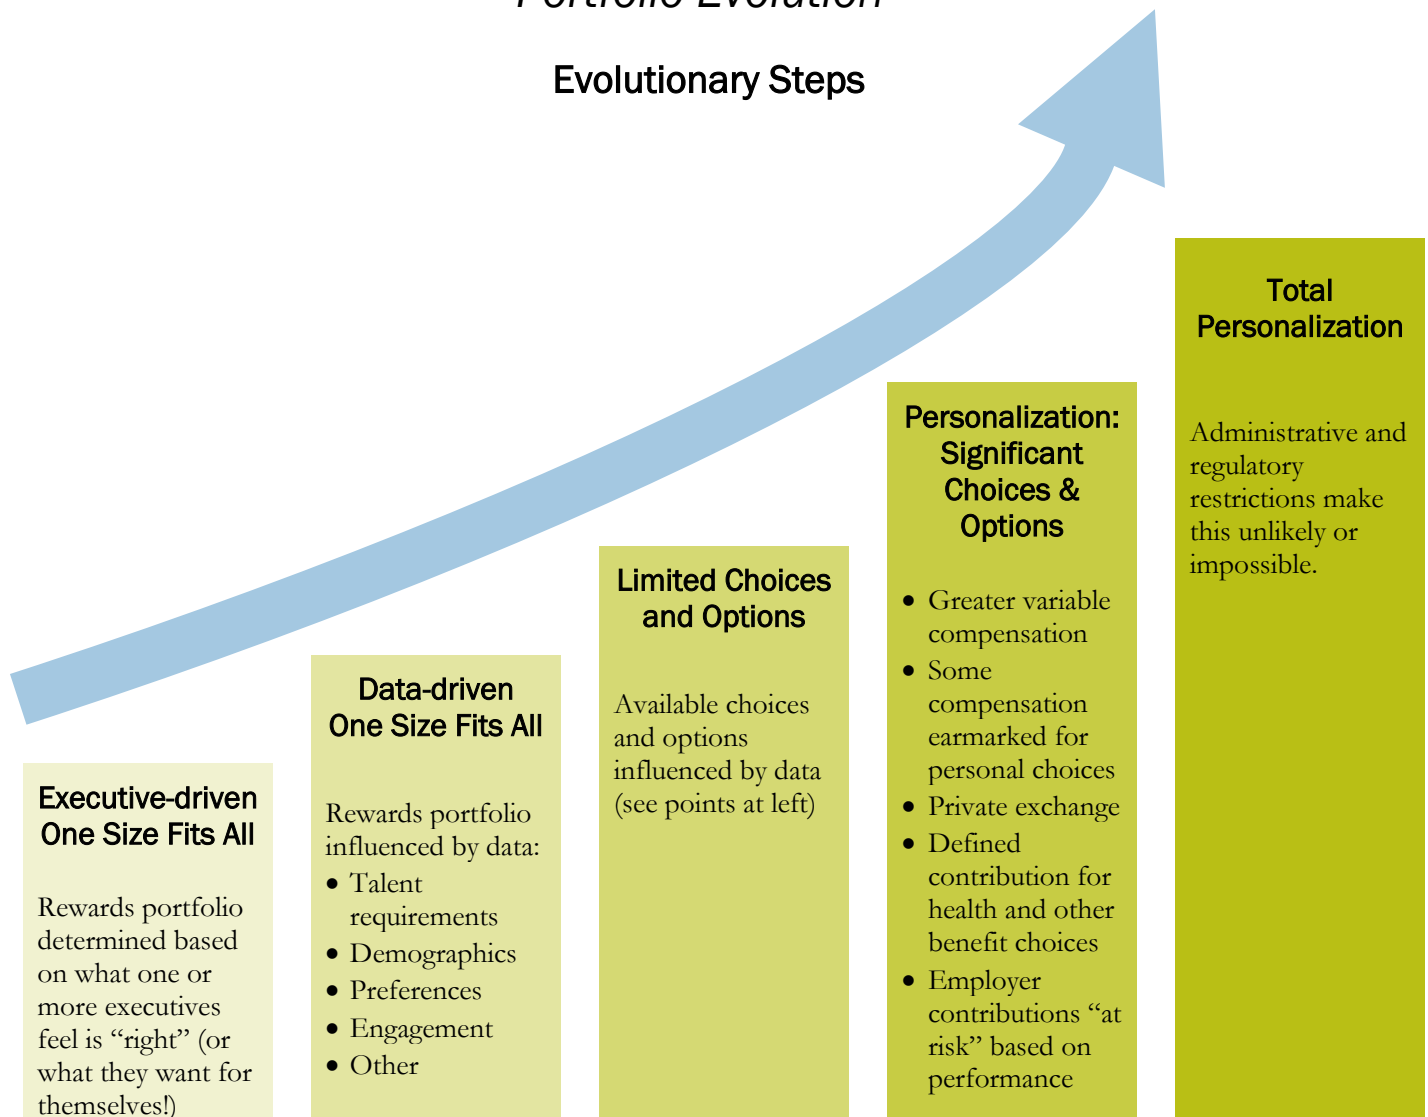 Portfolio Evolution
Evolutionary Steps
Executive-driven
One Size Fits All
Rewards portfolio
determined based
on what one or
more executives
feel is “right” (or
what they want for
themselves!)
Data-driven
One Size Fits All
Rewards portfolio
influenced by data:
• Talent
requirements
• Demographics
• Preferences
• Engagement
• Other
Limited Choices
and Options
Available choices
and options
influenced by data
(see points at left)
Personalization:
Significant
Choices &
Options
• Greater variable
compensation
• Some
compensation
earmarked for
personal choices
• Private exchange
• Defined
contribution for
health and other
benefit choices
• Employer
contributions “at
risk” based on
performance
Total
Personalization
Administrative and
regulatory
restrictions make
this unlikely or
impossible.